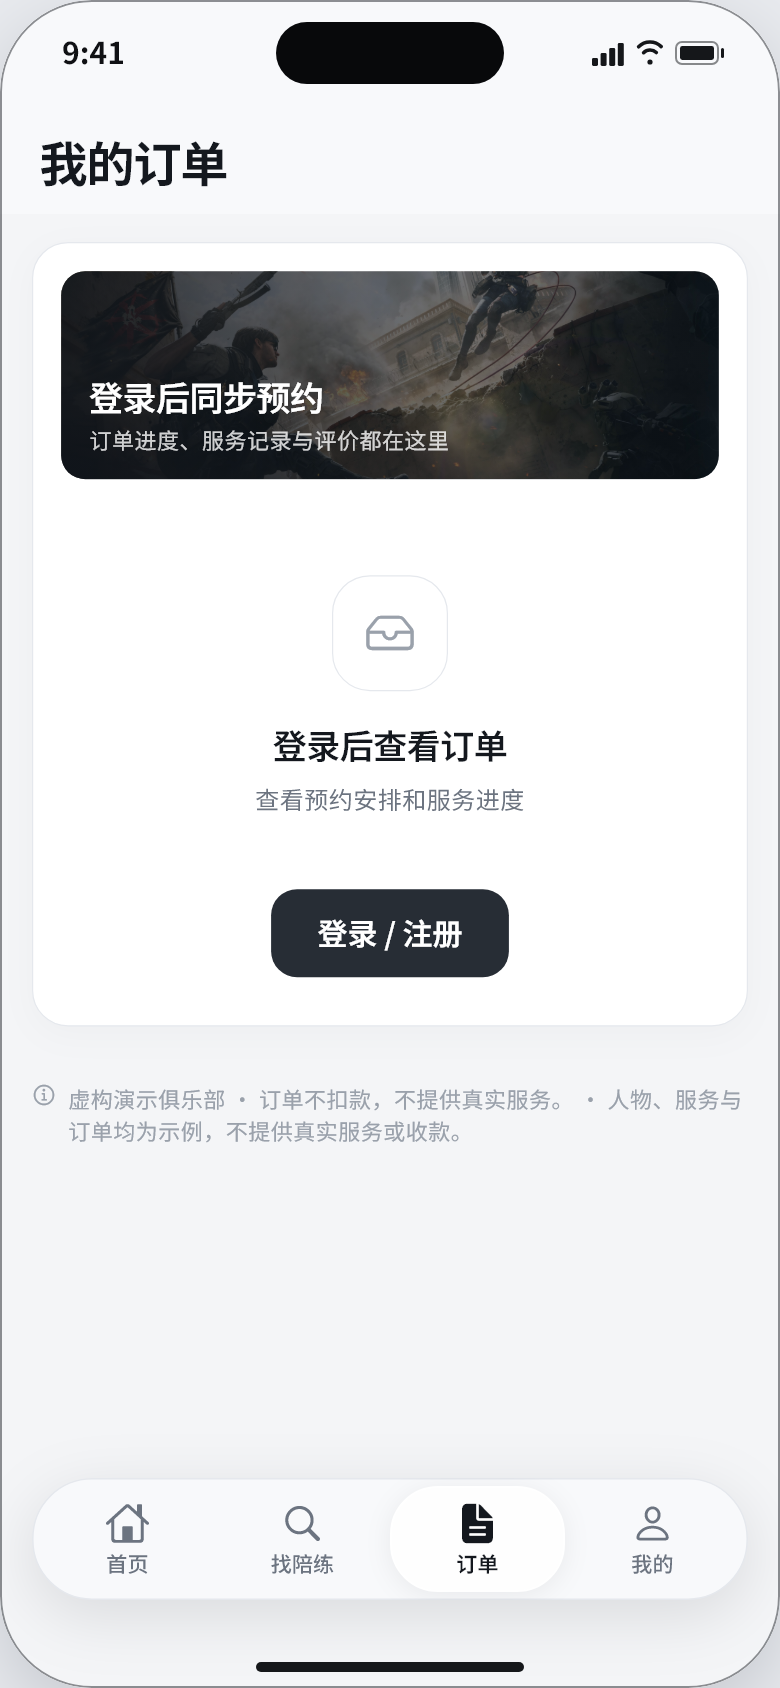 9:41
我的订单
登录后同步预约
订单进度、服务记录与评价都在这里
登录后查看订单
查看预约安排和服务进度
登录 / 注册
虚构演示俱乐部 · 订单不扣款，不提供真实服务。 · 人物、服务与
订单均为示例，不提供真实服务或收款。
首页
找陪练
订单
我的